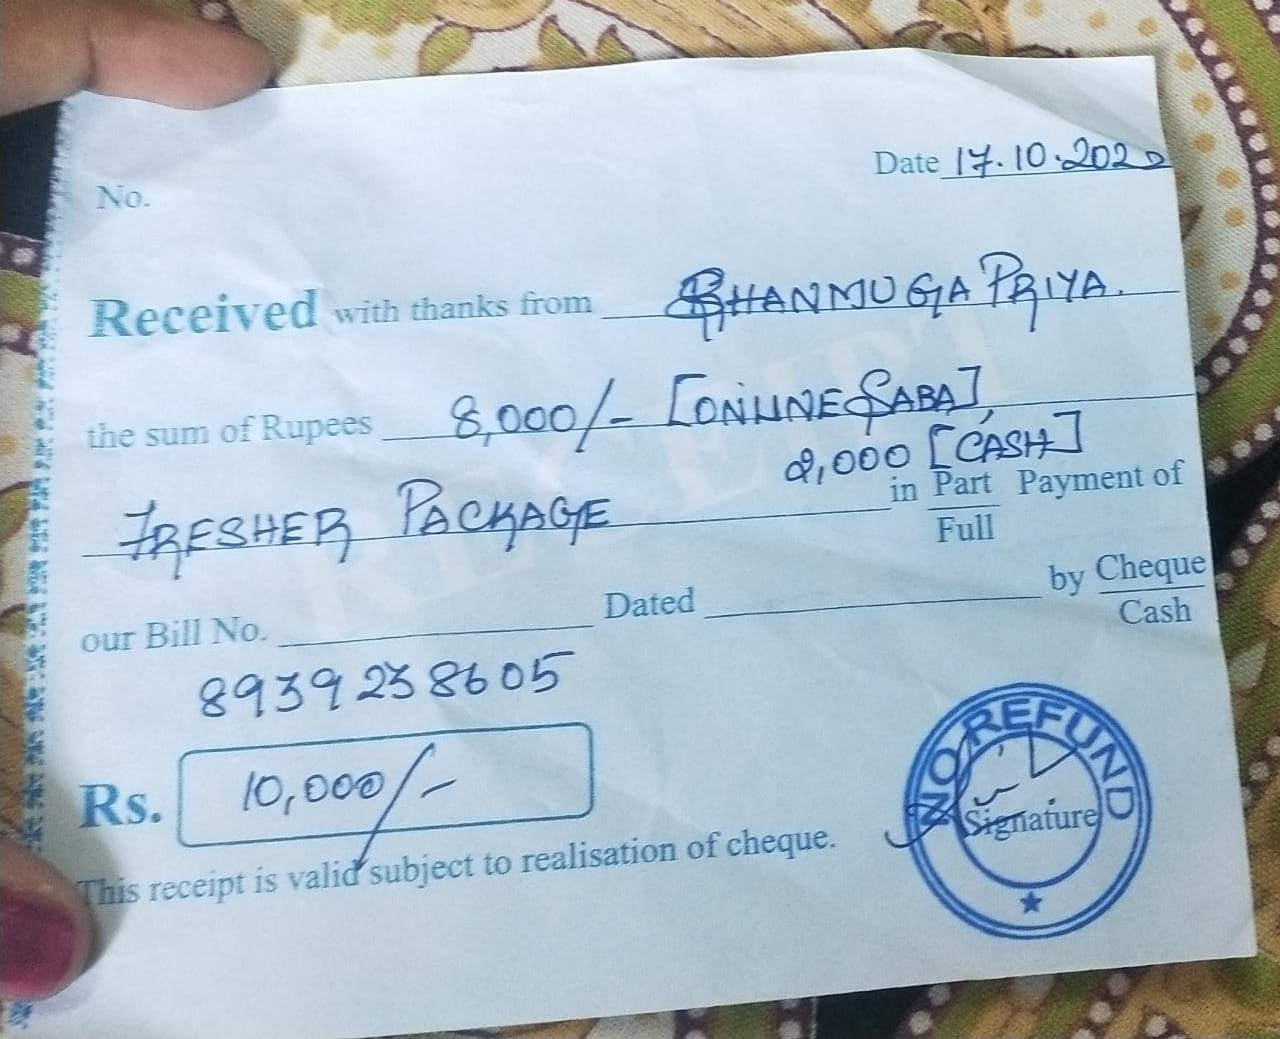 No.
Date 17.10.2022
Received with thanks from SHANMUGA PRIYA.
the sum of Rupees 8,000/- [ONLINE SABA],
2,000 [CASH]
FRESHER PACKAGE in Part Payment of
Full
our Bill No. Dated by Cheque
Cash
8939238605
Rs. 10,000/-
NO REFUND
Signature
This receipt is valid subject to realisation of cheque.
RECEIPT